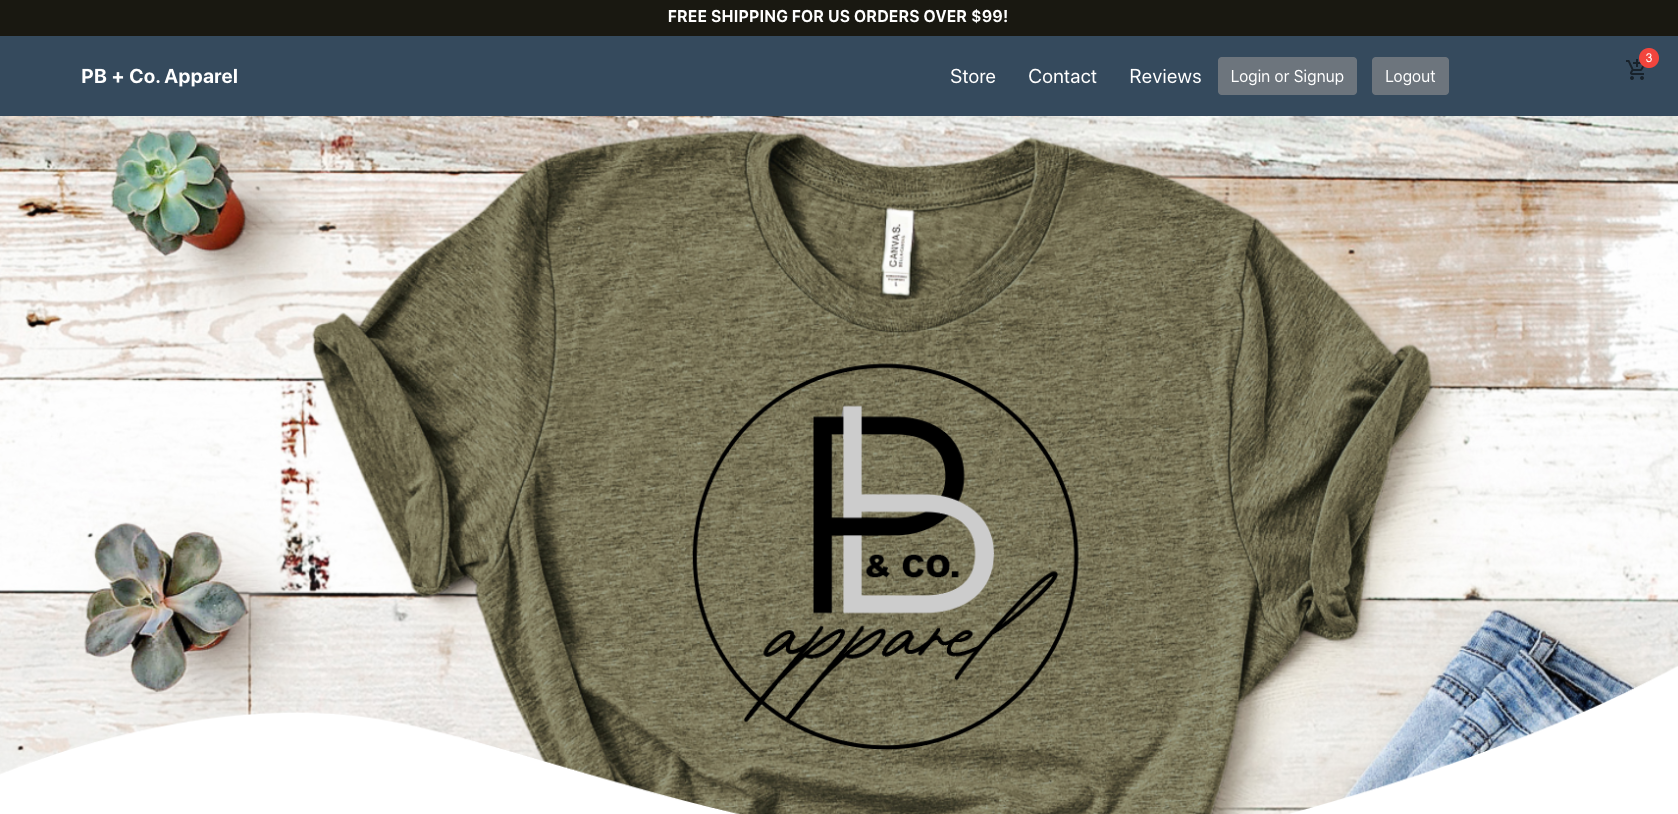 FREE SHIPPING FOR US ORDERS OVER $99!
PB + Co. Apparel
Store
Contact
Reviews
Login or Signup
Logout
3
CANVAS.
PB
& CO.
apparel